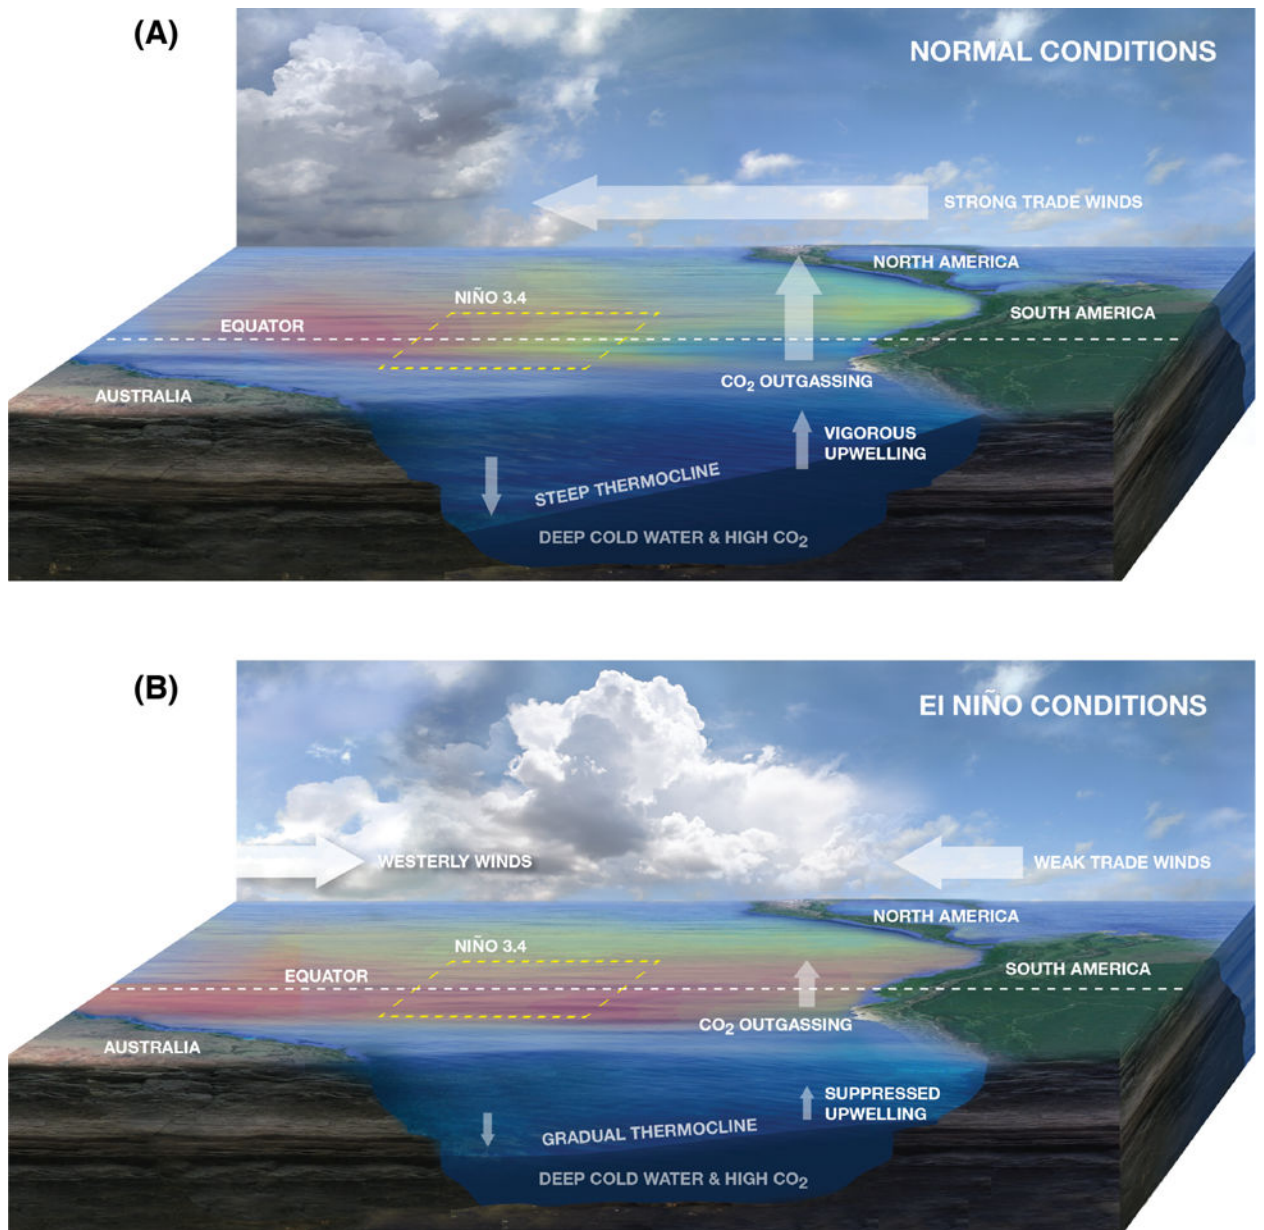 (A)
NORMAL CONDITIONS
STRONG TRADE WINDS
NORTH AMERICA
NIÑO 3.4
SOUTH AMERICA
EQUATOR
CO₂ OUTGASSING
AUSTRALIA
VIGOROUS
UPWELLING
STEEP THERMOCLINE
DEEP COLD WATER & HIGH CO₂
(B)
El NIÑO CONDITIONS
WESTERLY WINDS
WEAK TRADE WINDS
NORTH AMERICA
NIÑO 3.4
EQUATOR
SOUTH AMERICA
CO₂ OUTGASSING
AUSTRALIA
SUPPRESSED
UPWELLING
GRADUAL THERMOCLINE
DEEP COLD WATER & HIGH CO₂